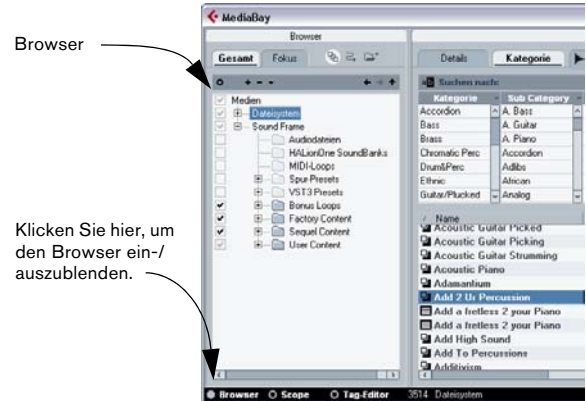 MediaBay
Browser
Browser
Gesamt Fokus
Details Kategorie
Suchen nach:
Medien
Dateisystem
Sound Frame
Audiodateien
HALionOne SoundBanks
MIDI-Loops
Spur-Presets
VST3 Presets
Bonus Loops
Factory Content
Sequel Content
User Content
Kategorie Sub Category
Accordion A. Bass
Bass A. Guitar
Brass A. Piano
Chromatic Perc Accordion
Drum&Perc Adlibs
Ethnic African
Guitar/Plucked Analog
Name
Acoustic Guitar Picked
Acoustic Guitar Picking
Acoustic Guitar Strumming
Acoustic Piano
Adamantium
Add 2 Ur Percussion
Add a fretless 2 your Piano
Add a fretless 2 your Piano
Add High Sound
Add To Percussions
Additivism
Klicken Sie hier, um
den Browser ein-/
auszublenden.
Browser Scope Tag-Editor 3514 Dateisystem